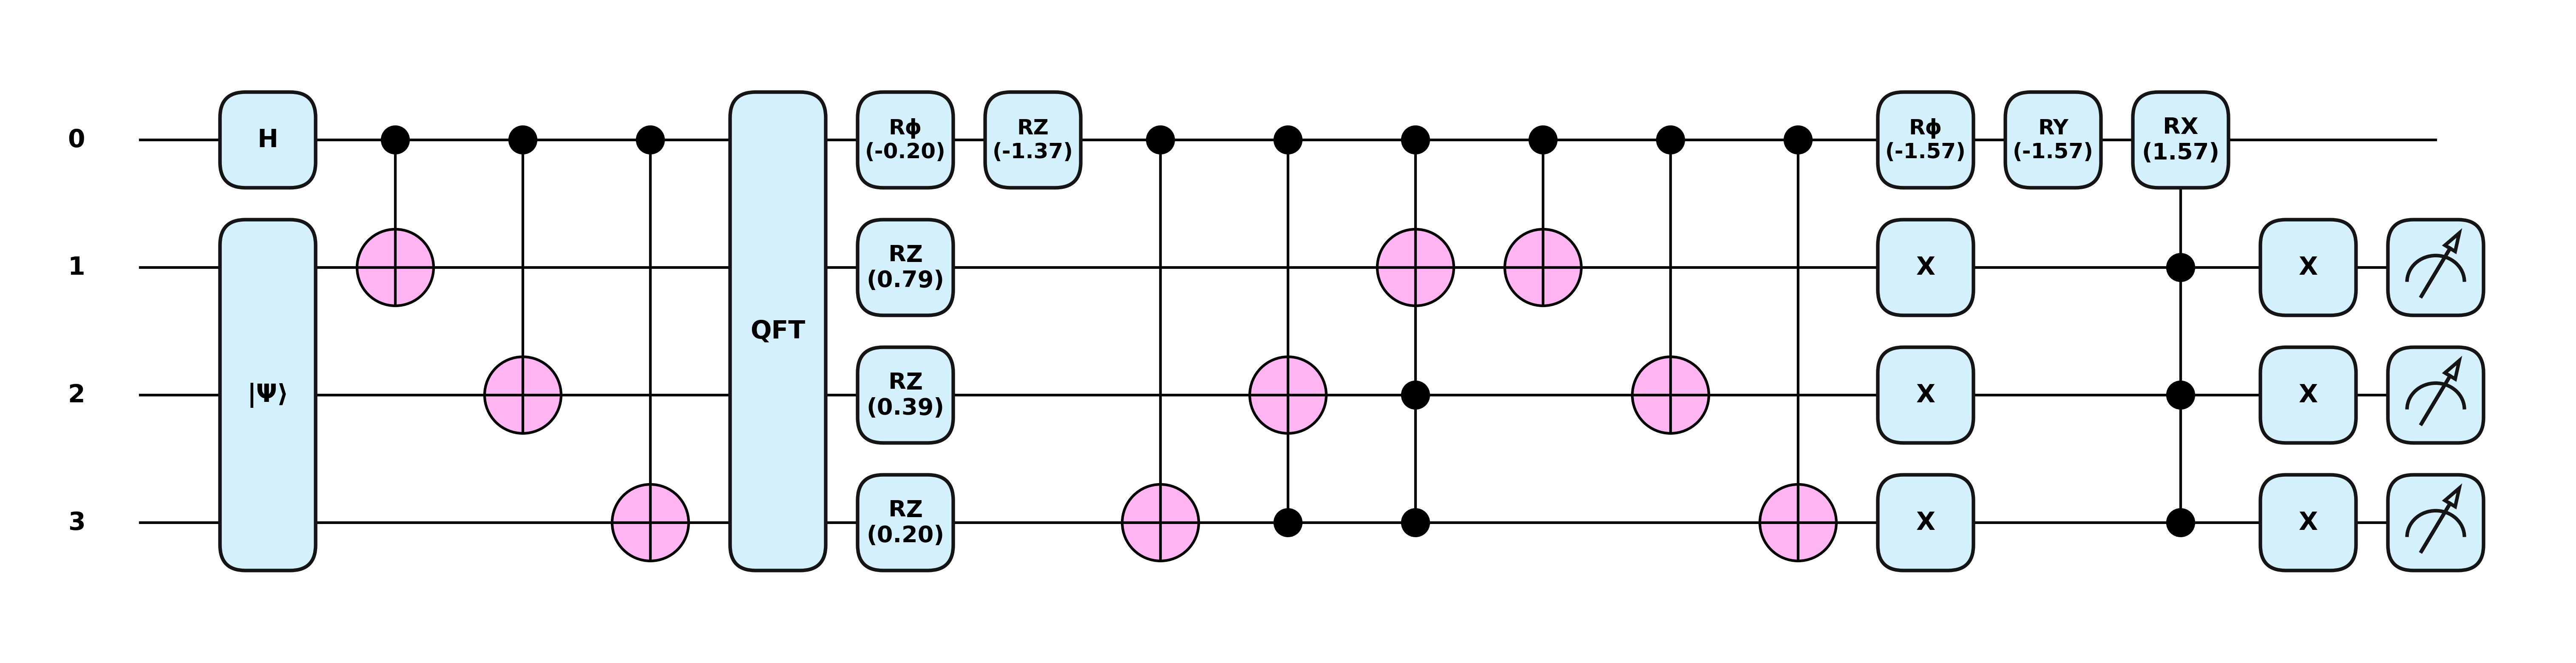 0 H QFT Rϕ (-0.20) RZ (-1.37) Rϕ (-1.57) RY (-1.57) RX (1.57)
1 |Ψ⟩ RZ (0.79) X X
2 RZ (0.39) X X
3 RZ (0.20) X X